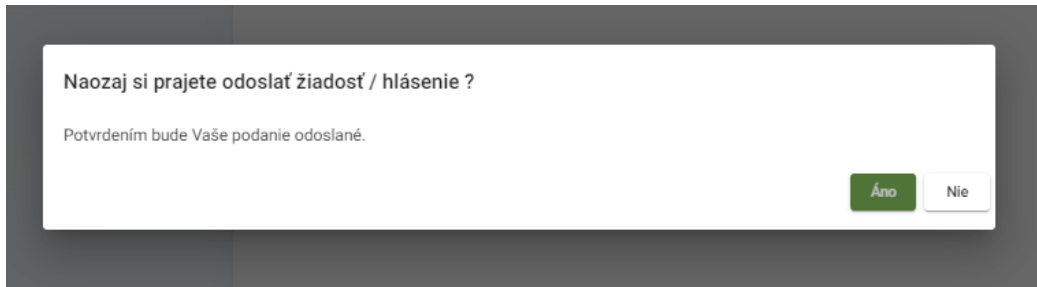 Naozaj si prajete odoslať žiadosť / hlásenie ?
Potvrdením bude Vaše podanie odoslané.
Áno Nie